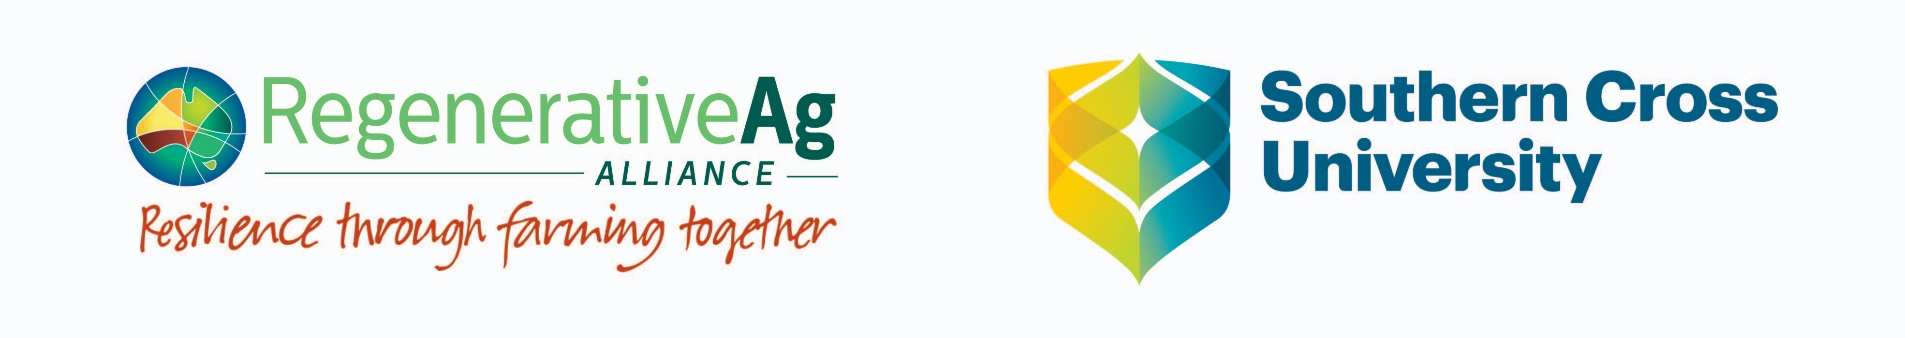 RegenerativeAg
ALLIANCE
Resilience through farming together
Southern Cross
University